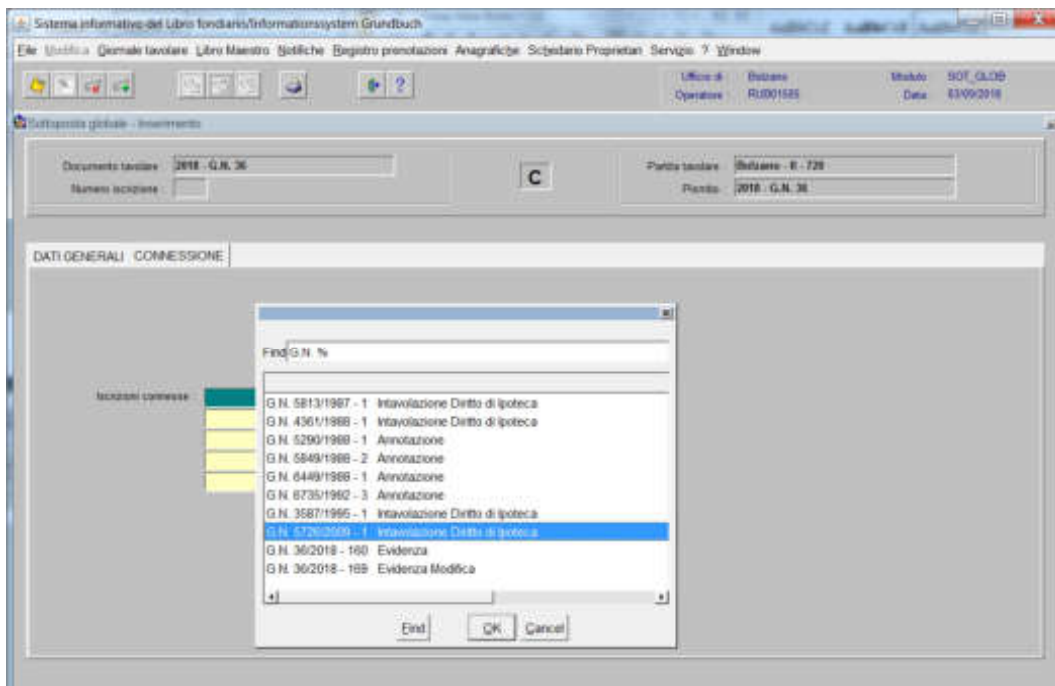 Sistema informativo del Libro fondiario/Informationssystem Grundbuch
File Modifica Giornale tavolare Libro Maestro Notifiche Registro prenotazioni Anagrafiche Schedario Proprietari Servizio ? Window
Ufficio di Bolzano Modulo SOT_GLOB
Operatore RU001585 Data 03/09/2018
Sottoposta globale - Inserimento
Documento tavolare 2018 - G.N. 36 C Partita tavolare Bolzano - II - 720
Numero iscrizione Piombo 2018 - G.N. 36
DATI GENERALI CONNESSIONE
Find G.N. %
Iscrizioni connesse
G.N. 5813/1987 - 1 Intavolazione Diritto di Ipoteca
G.N. 4361/1988 - 1 Intavolazione Diritto di Ipoteca
G.N. 5290/1988 - 1 Annotazione
G.N. 5849/1988 - 2 Annotazione
G.N. 6449/1988 - 1 Annotazione
G.N. 6735/1992 - 3 Annotazione
G.N. 3587/1995 - 1 Intavolazione Diritto di Ipoteca
G.N. 5726/2009 - 1 Intavolazione Diritto di Ipoteca
G.N. 36/2018 - 160 Evidenza
G.N. 36/2018 - 169 Evidenza Modifica
Find OK Cancel